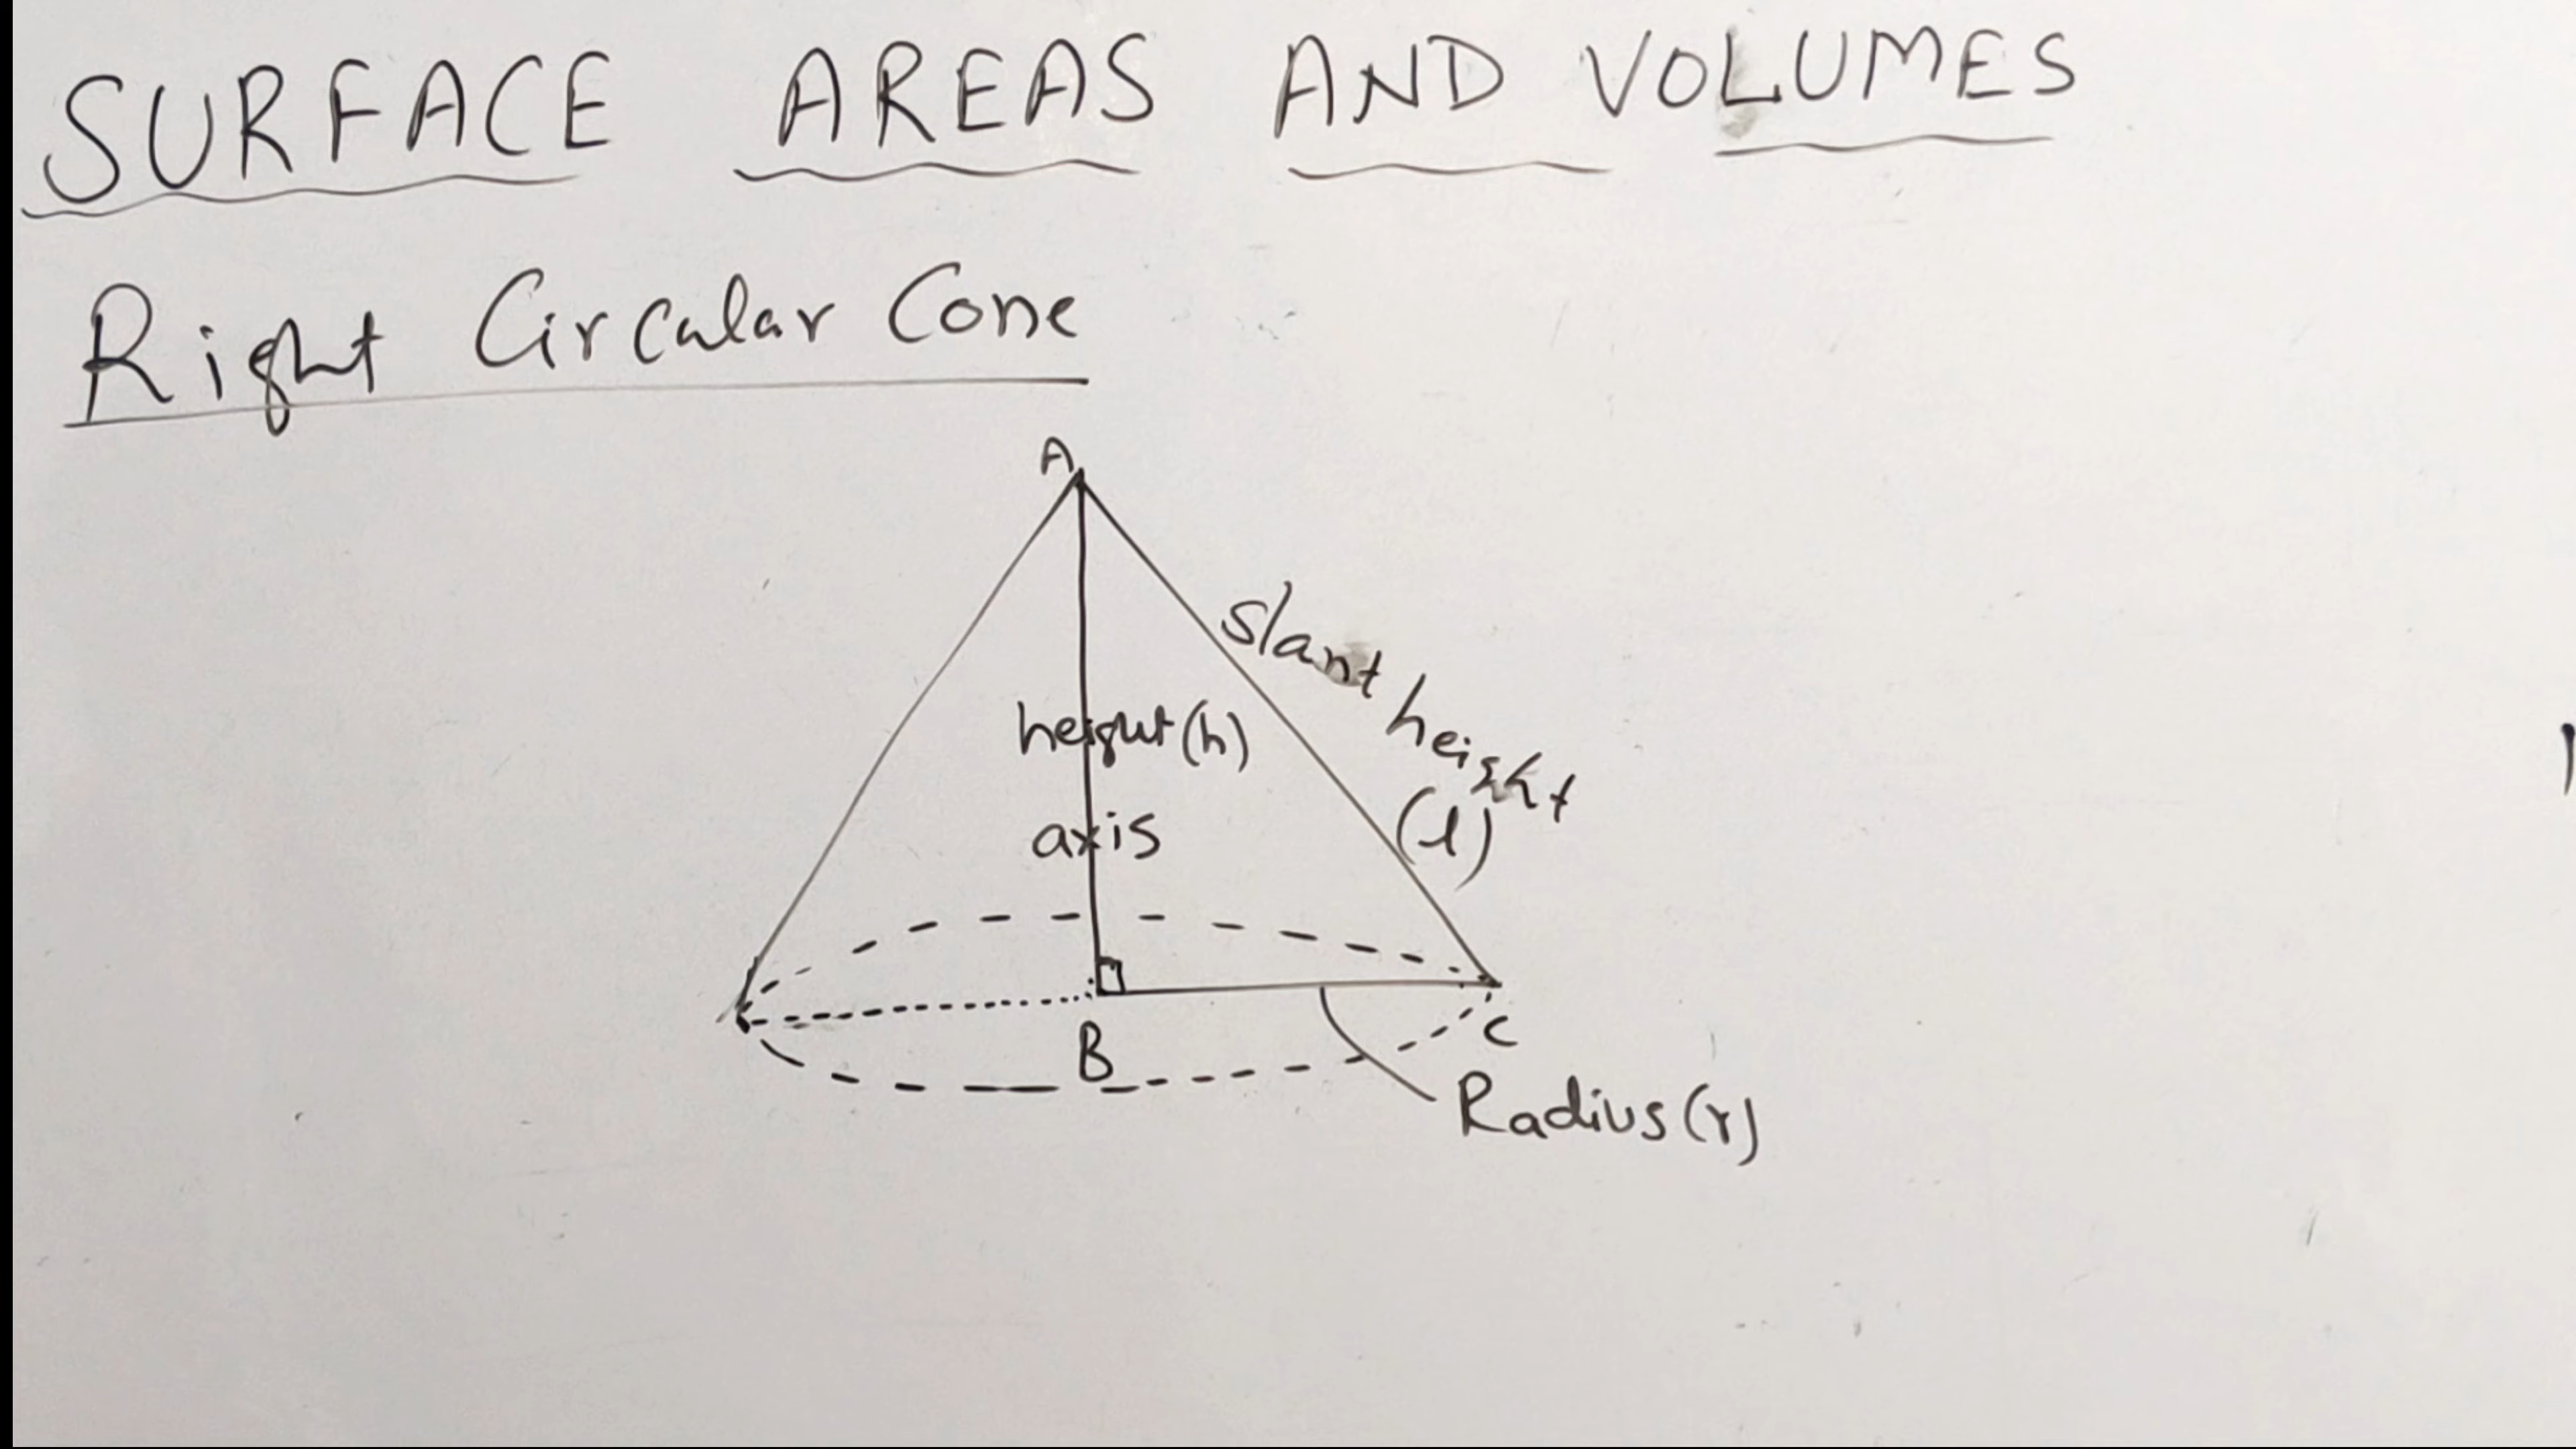 SURFACE AREAS AND VOLUMES
Right Circular Cone
A
slant height
(l)
height (h)
axis
B
C
Radius (r)